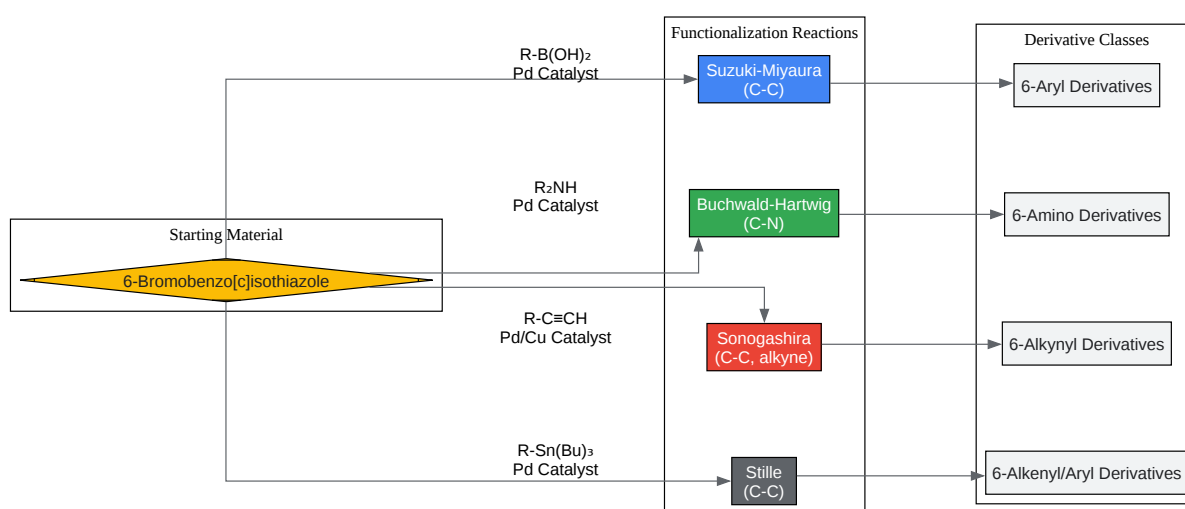 Functionalization Reactions
Derivative Classes
R-B(OH)₂
Pd Catalyst
Suzuki-Miyaura
(C-C)
6-Aryl Derivatives
R₂NH
Pd Catalyst
Buchwald-Hartwig
(C-N)
6-Amino Derivatives
Starting Material
6-Bromobenzo[c]isothiazole
R-C≡CH
Pd/Cu Catalyst
Sonogashira
(C-C, alkyne)
6-Alkynyl Derivatives
R-Sn(Bu)₃
Pd Catalyst
Stille
(C-C)
6-Alkenyl/Aryl Derivatives